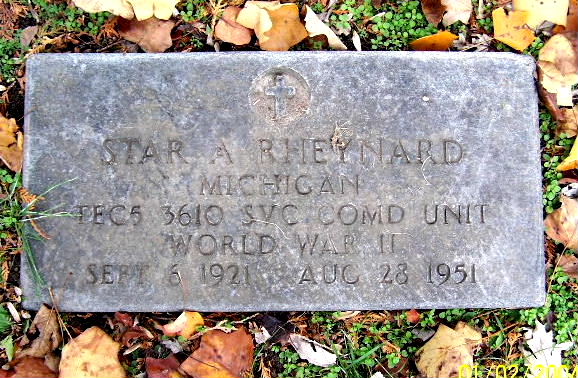 STAR A RHEYNARD
MICHIGAN
TEC5 3610 SVC COMD UNIT
WORLD WAR II
SEPT 6 1921 AUG 28 1951